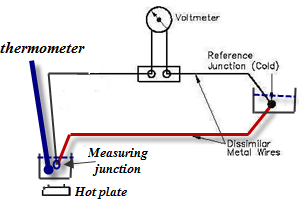 Voltmeter
thermometer
Reference
Junction (Cold)
Dissimilar
Metal Wires
Measuring
junction
Hot plate